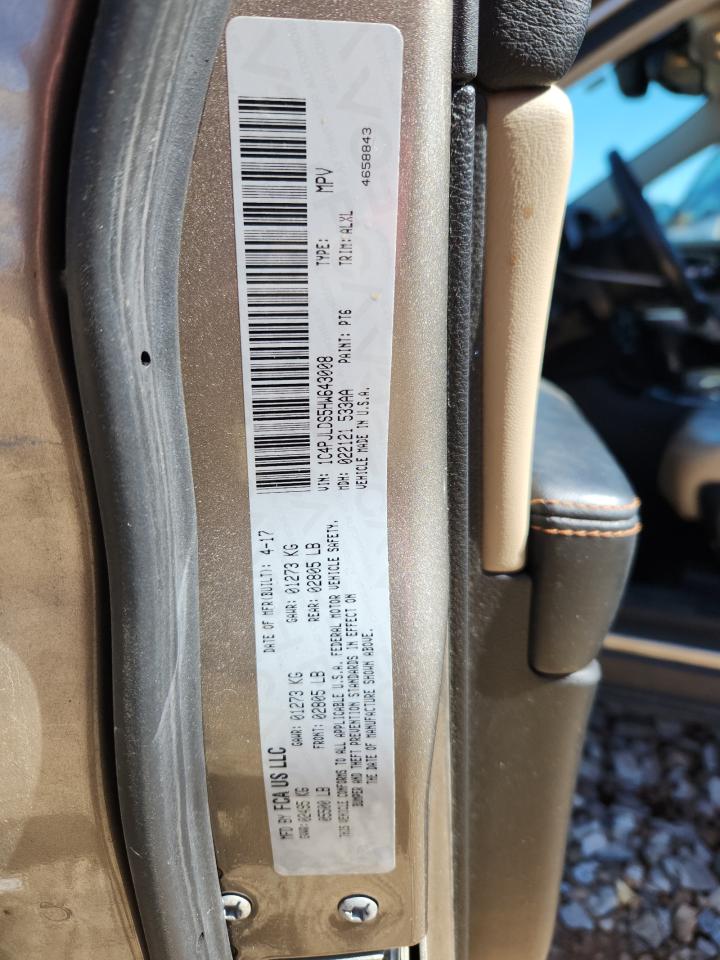 MFD BY FCA US LLC DATE OF MFR(BUILT): 4-17
GVWR: 02495 KG GAWR: 01273 KG GAWR: 01273 KG
05500 LB FRONT: 02805 LB REAR: 02805 LB
THIS VEHICLE CONFORMS TO ALL APPLICABLE U.S.A. FEDERAL MOTOR VEHICLE SAFETY,
BUMPER AND THEFT PREVENTION STANDARDS IN EFFECT ON
THE DATE OF MANUFACTURE SHOWN ABOVE.
VIN: 1C4PJLDS5HW643008 TYPE: MPV
MDH: 022121 533AA PAINT: PTG TRIM: ALXL
VEHICLE MADE IN U.S.A. 4658843